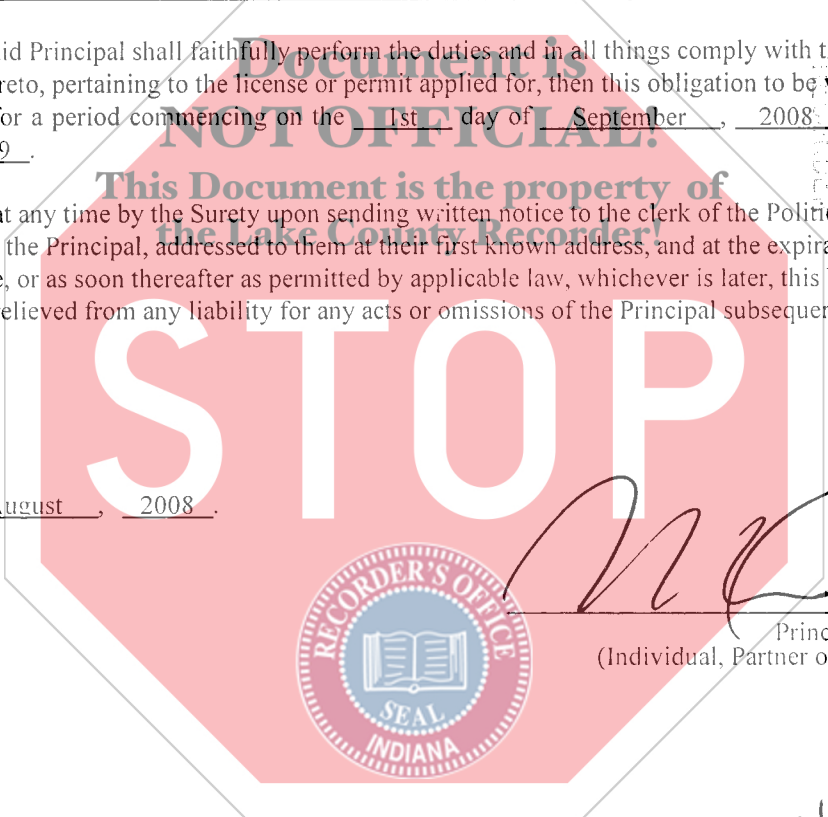 Document is
id Principal shall faithfully perform the duties and in all things comply with
reto, pertaining to the license or permit applied for, then this obligation to be
or a period commencing on the 1st day of September , 2008
NOT OFFICIAL!
9 .
This Document is the property of
at any time by the Surety upon sending written notice to the clerk of the Politi
the Lake County Recorder!
the Principal, addressed to them at their first known address, and at the expira
e, or as soon thereafter as permitted by applicable law, whichever is later, this
elieved from any liability for any acts or omissions of the Principal subsequen
STOP
ugust , 2008 .
RECORDER'S OFFICE
SEAL
INDIANA
Princ
(Individual, Partner o